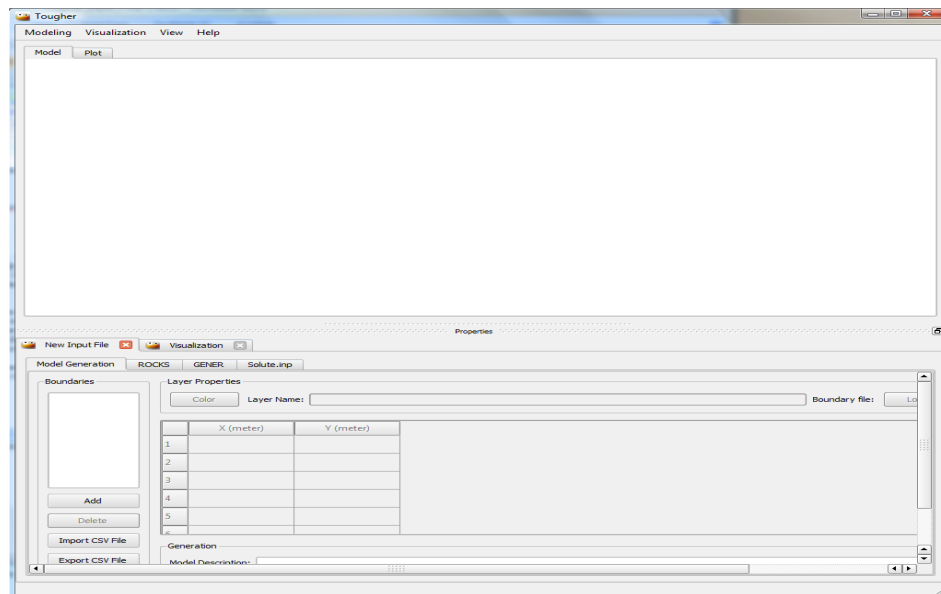 Tougher
Modeling Visualization View Help
Model Plot
Properties
New Input File Visualization
Model Generation ROCKS GENER Solute.inp
Boundaries
Layer Properties
Color Layer Name: Boundary file: Lo
X (meter) Y (meter)
1
2
3
4
5
Add
Delete
Import CSV File
Export CSV File
Generation
Model Description: